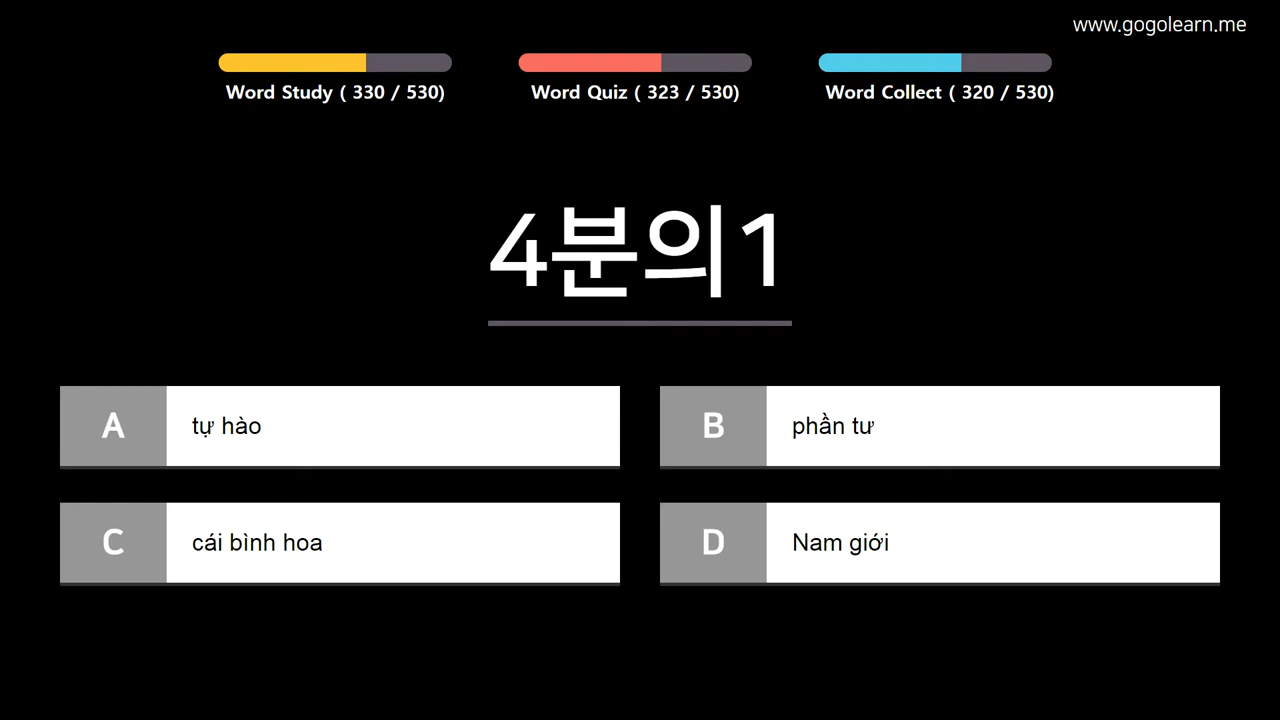 www.gogolearn.me
Word Study ( 330 / 530)
Word Quiz ( 323 / 530)
Word Collect ( 320 / 530)
4분의1
A tự hào
B phần tư
C cái bình hoa
D Nam giới